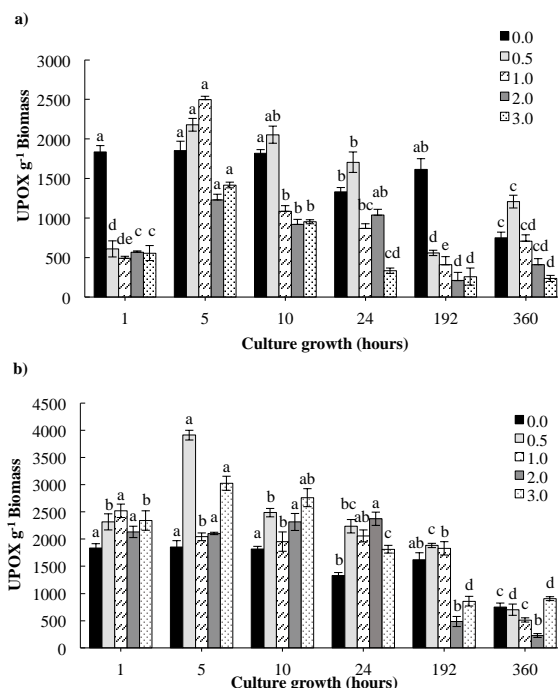 a)
0.0
0.5
1.0
2.0
3.0
UPOX g-1 Biomass
3000
2500
2000
1500
1000
500
0
a d de c c
a a a a a
a ab b b b
b b bc ab cd
ab d e d d
c c c cd d
1 5 10 24 192 360
Culture growth (hours)
b)
0.0
0.5
1.0
2.0
3.0
UPOX g-1 Biomass
4500
4000
3500
3000
2500
2000
1500
1000
500
0
a b a a b
a a b a a
a b b a ab
b bc ab a c
ab c b b d
c d c b d
1 5 10 24 192 360
Culture growth (hours)